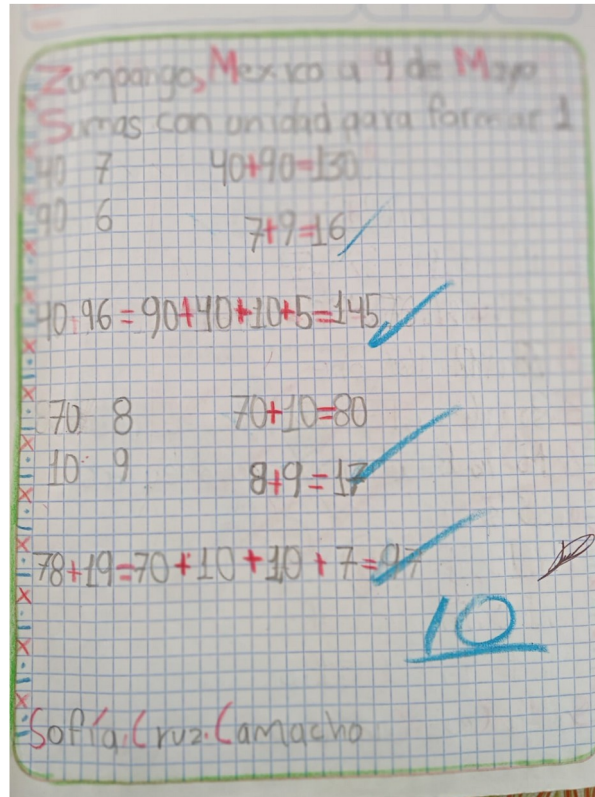 Zumpango, Mexico a 9 de Mayo
Sumas con unidad para formar 1
40 7 40+90=130
90 6 7+9=16
40 96 = 90+40+10+5=145
70 8 70+10=80
10 9 8+9=17
78+19=70+10+10+7=97
10
Sofía.Cruz.Camacho